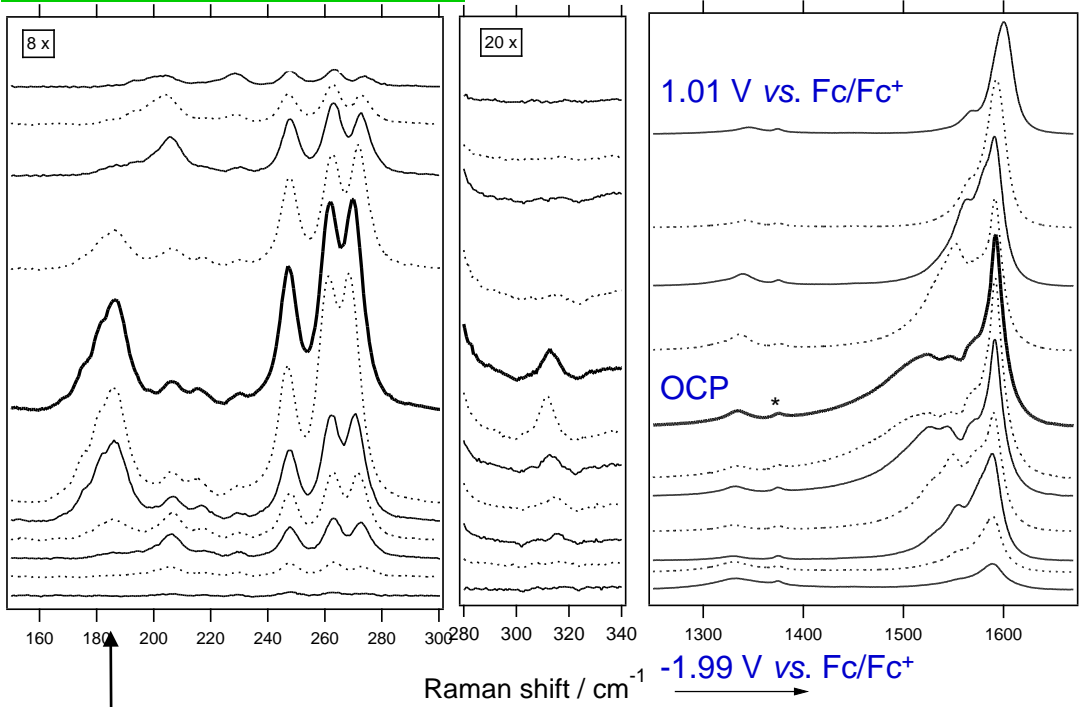 8 x
20 x
1.01 V vs. Fc/Fc⁺
OCP
*
160 180 200 220 240 260 280 300
280 300 320 340
1300 1400 1500 1600
-1.99 V vs. Fc/Fc⁺
Raman shift / cm⁻¹